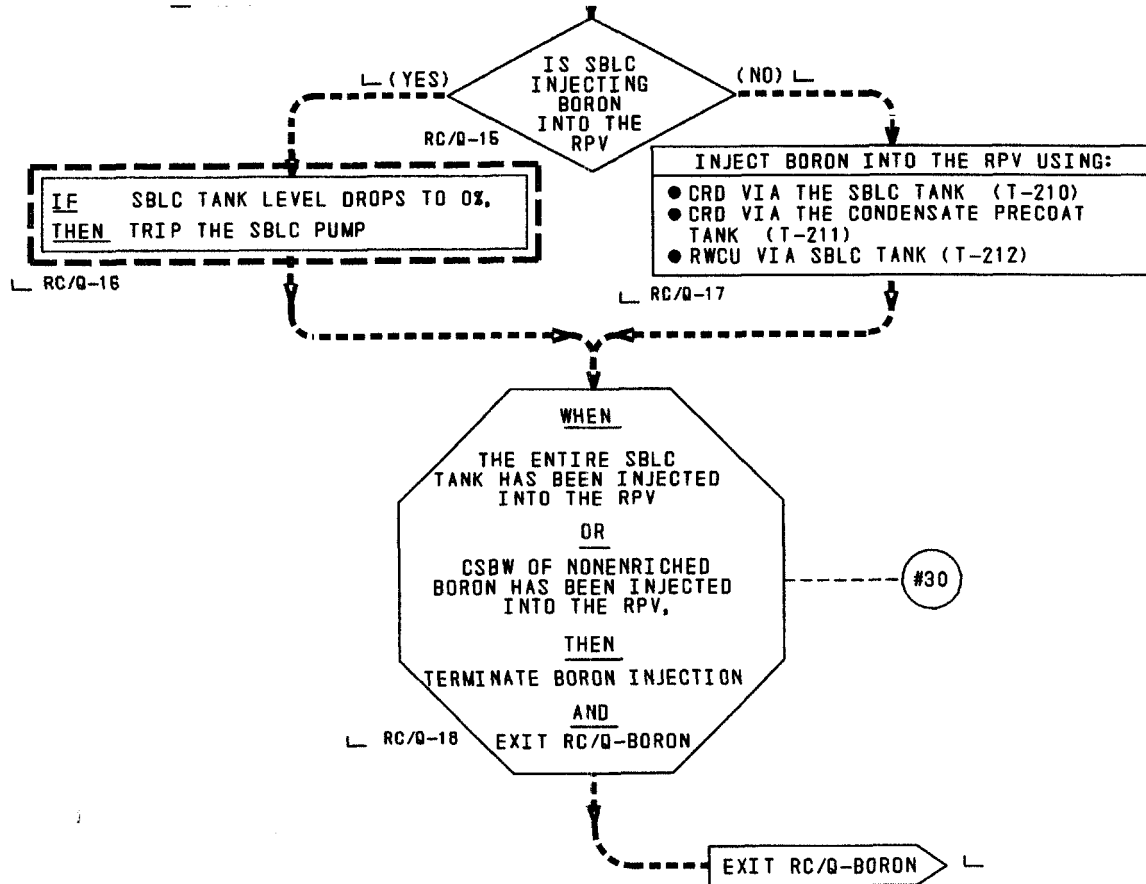 IS SBLC
INJECTING
BORON
INTO THE
RPV
(YES)
(NO)
RC/Q-15
IF SBLC TANK LEVEL DROPS TO 0%,
THEN TRIP THE SBLC PUMP
RC/Q-16
INJECT BORON INTO THE RPV USING:
● CRD VIA THE SBLC TANK (T-210)
● CRD VIA THE CONDENSATE PRECOAT
TANK (T-211)
● RWCU VIA SBLC TANK (T-212)
RC/Q-17
WHEN
THE ENTIRE SBLC
TANK HAS BEEN INJECTED
INTO THE RPV
OR
CSBW OF NONENRICHED
BORON HAS BEEN INJECTED
INTO THE RPV,
THEN
TERMINATE BORON INJECTION
AND
EXIT RC/Q-BORON
RC/Q-18
#30
EXIT RC/Q-BORON